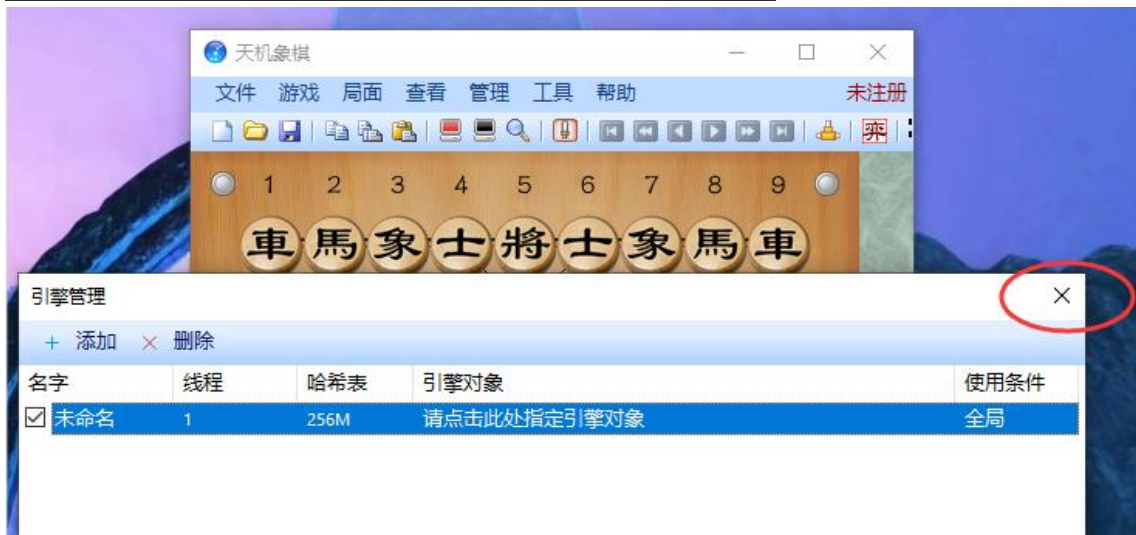 天机象棋
文件 游戏 局面 查看 管理 工具 帮助 未注册
弈
1 2 3 4 5 6 7 8 9
車 馬 象 士 將 士 象 馬 車
引擎管理
+ 添加 × 删除
名字 线程 哈希表 引擎对象 使用条件
未命名 1 256M 请点击此处指定引擎对象 全局